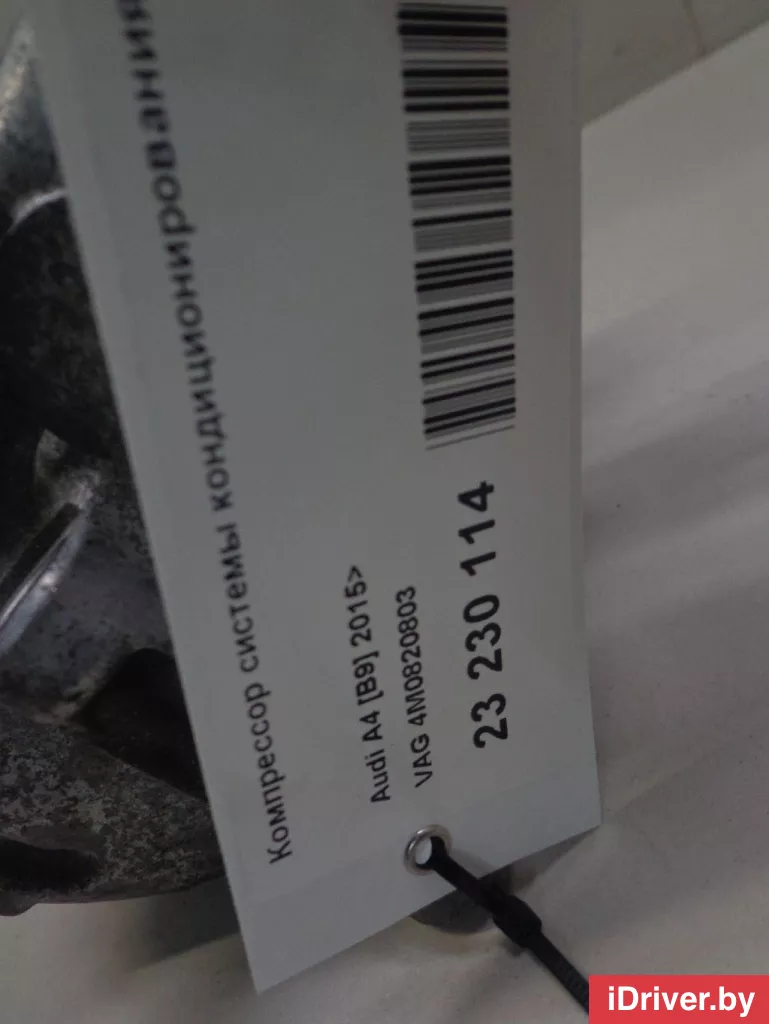 Компрессор системы кондиционирования
Audi A4 [B9] 2015>
VAG 4M0820803
23 230 114
iDriver.by